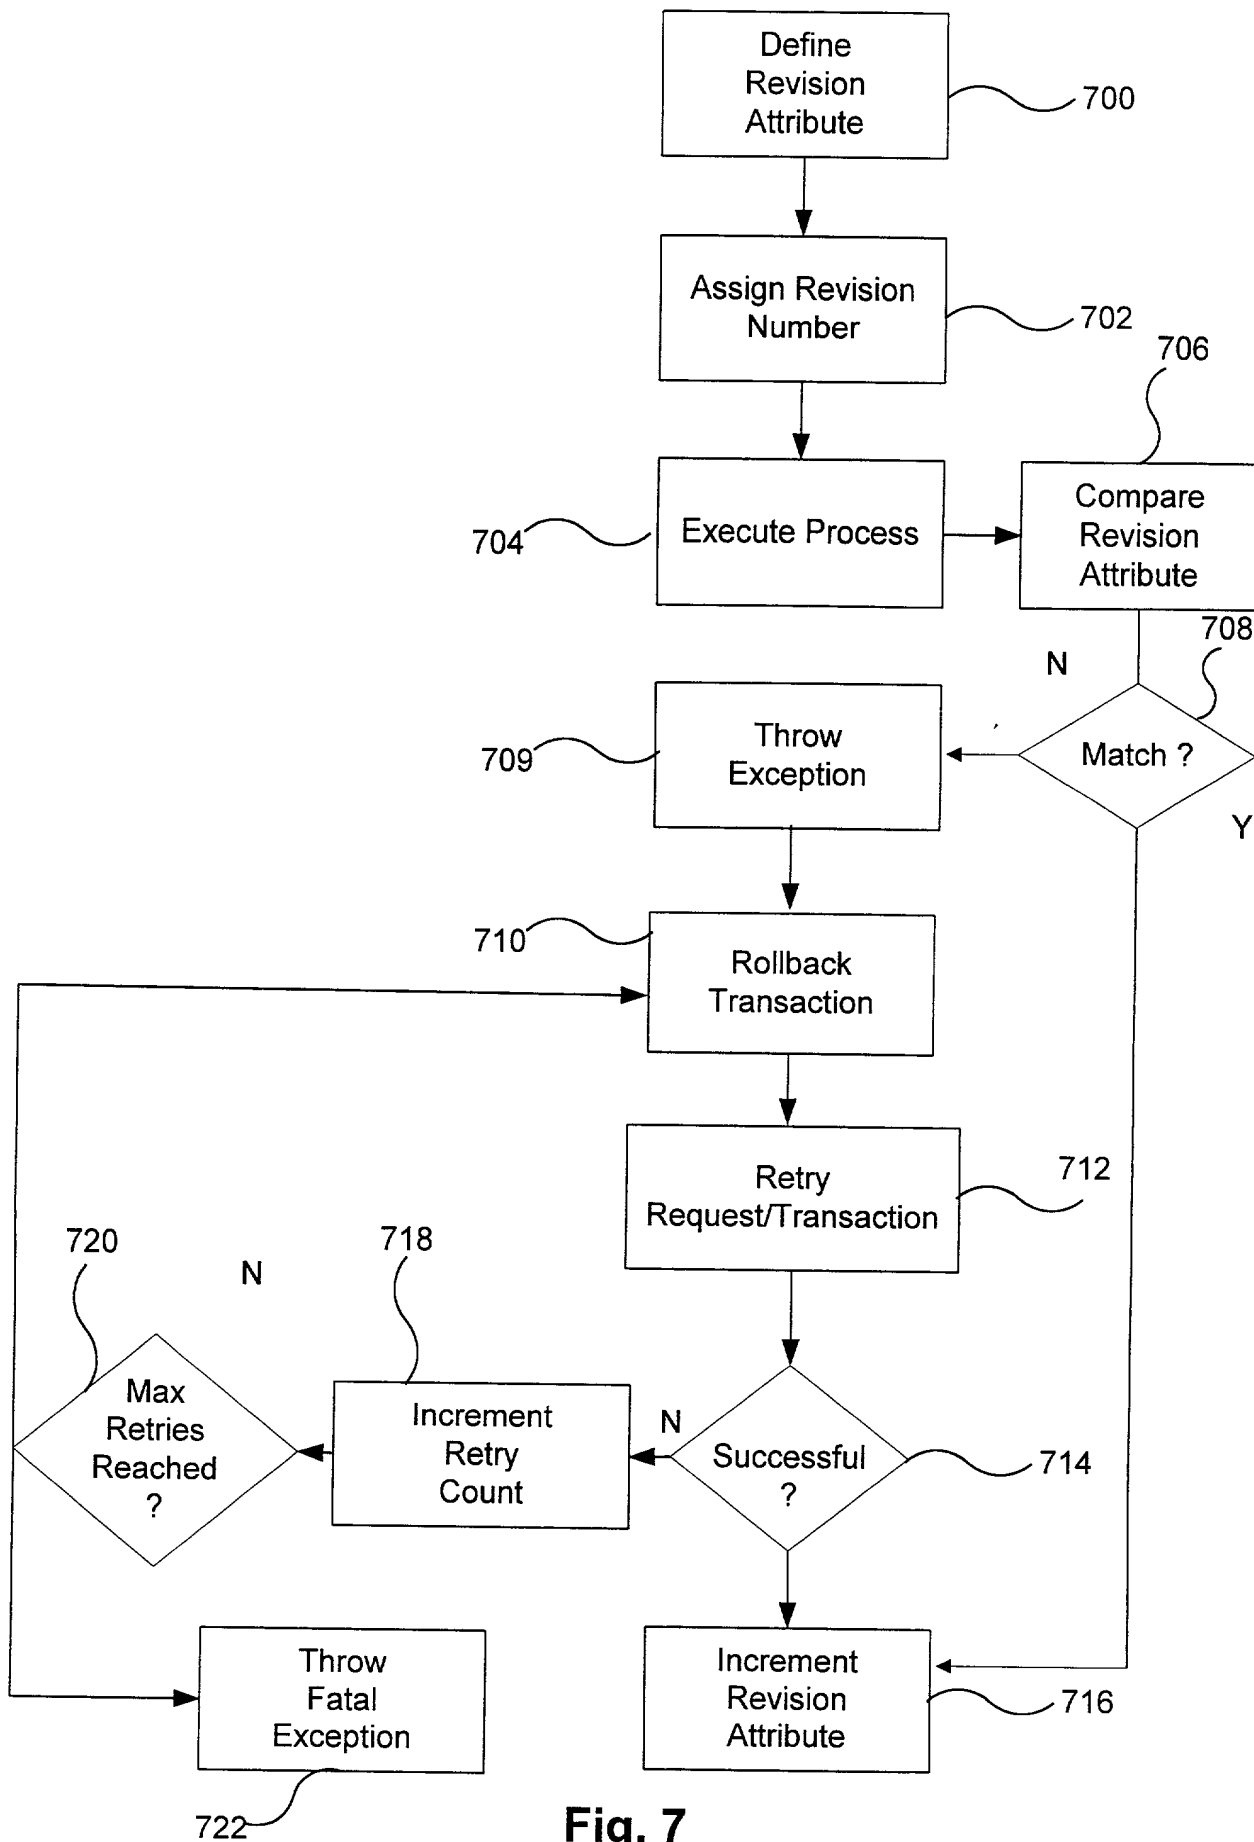 Define
Revision
Attribute
700
Assign Revision
Number
702
706
Execute Process
704
Compare
Revision
Attribute
708
N
Match ?
Y
Throw
Exception
709
710
Rollback
Transaction
Retry
Request/Transaction
712
720
N
718
Max
Retries
Reached
?
Increment
Retry
Count
N
Successful
?
714
Throw
Fatal
Exception
722
Increment
Revision
Attribute
716
Fig. 7